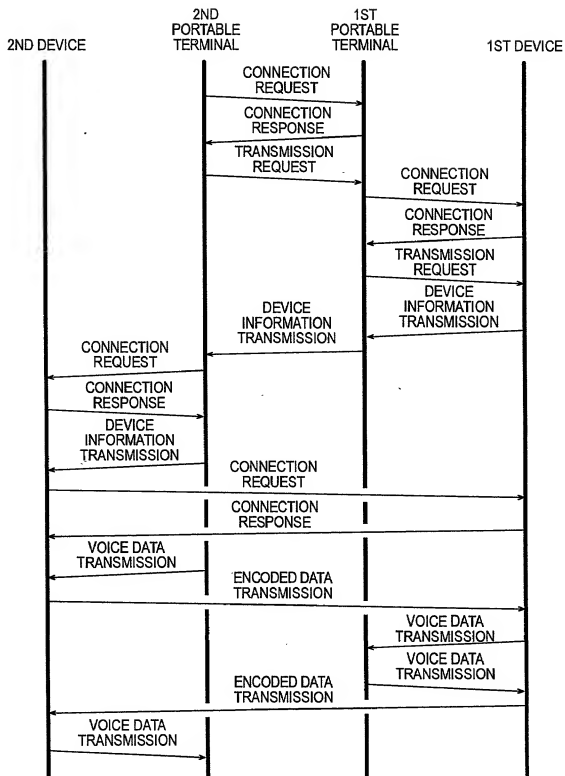 2ND DEVICE
2ND
PORTABLE
TERMINAL
1ST
PORTABLE
TERMINAL
1ST DEVICE
CONNECTION
REQUEST
CONNECTION
RESPONSE
TRANSMISSION
REQUEST
CONNECTION
REQUEST
CONNECTION
RESPONSE
TRANSMISSION
REQUEST
DEVICE
INFORMATION
TRANSMISSION
DEVICE
INFORMATION
TRANSMISSION
CONNECTION
REQUEST
CONNECTION
RESPONSE
DEVICE
INFORMATION
TRANSMISSION
CONNECTION
REQUEST
CONNECTION
RESPONSE
VOICE DATA
TRANSMISSION
ENCODED DATA
TRANSMISSION
VOICE DATA
TRANSMISSION
VOICE DATA
TRANSMISSION
ENCODED DATA
TRANSMISSION
VOICE DATA
TRANSMISSION